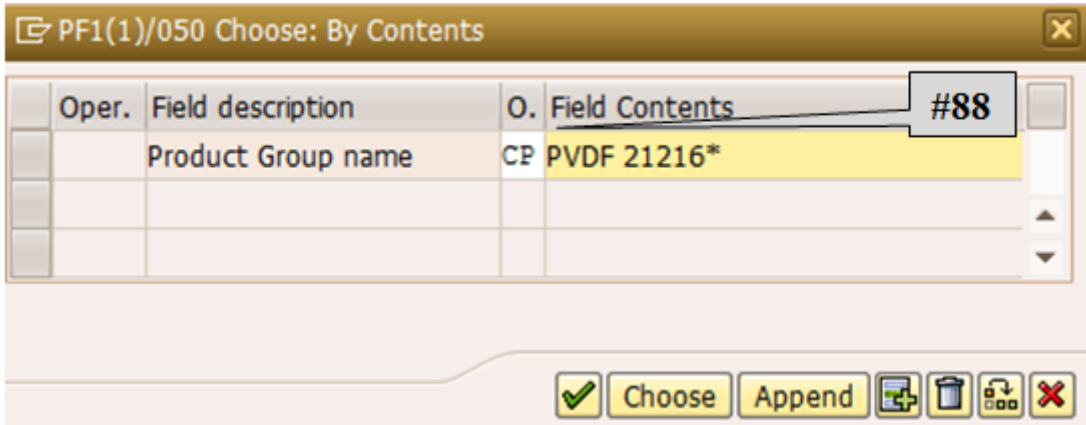 PF1(1)/050 Choose: By Contents
Oper. Field description O. Field Contents #88
Product Group name CP PVDF 21216*
Choose Append